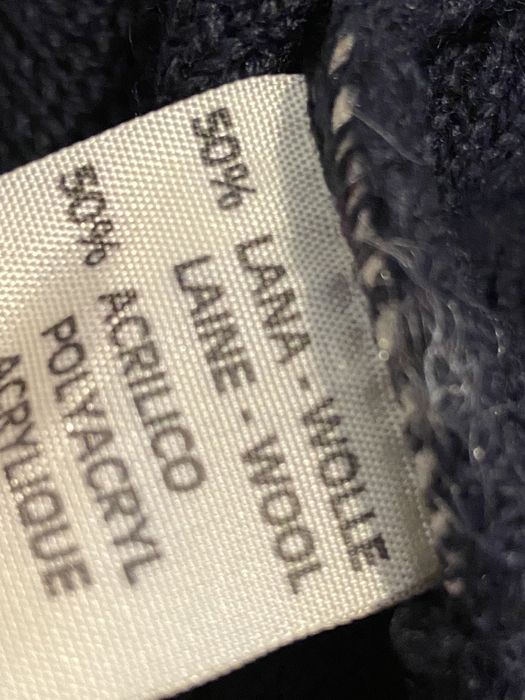 50% LANA - WOLLE
LAINE - WOOL
50% ACRILICO
POLYACRYL
ACRYLIQUE